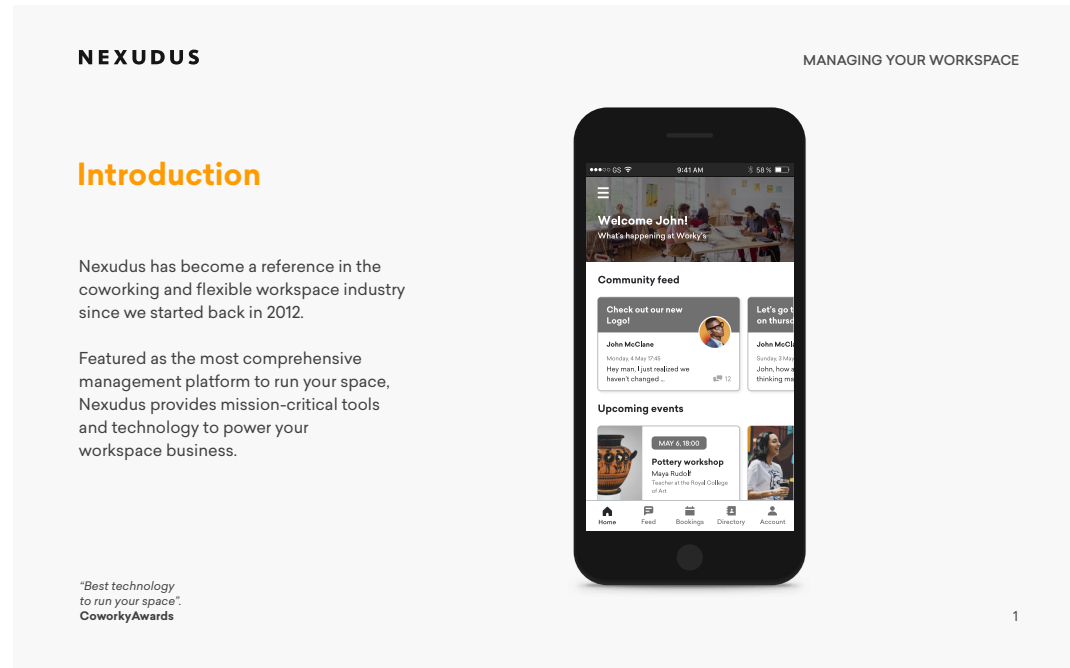 NEXUDUS
MANAGING YOUR WORKSPACE
Introduction
Nexudus has become a reference in the
coworking and flexible workspace industry
since we started back in 2012.
Featured as the most comprehensive
management platform to run your space,
Nexudus provides mission-critical tools
and technology to power your
workspace business.
“Best technology
to run your space”.
CoworkyAwards
GS
9:41 AM
58 %
Welcome John!
What's happening at Worky's
Community feed
Check out our new
Logo!
John McClane
Monday, 4 May 17:45
Hey man, I just realized we
haven't changed ..
12
Let's go t
on thursd
John McCl
Sunday, 3 May
John, how a
thinking ma
Upcoming events
MAY 6, 18:00
Pottery workshop
Maya Rudolf
Teacher at the Royal College
of Art
Home
Feed
Bookings
Directory
Account
1